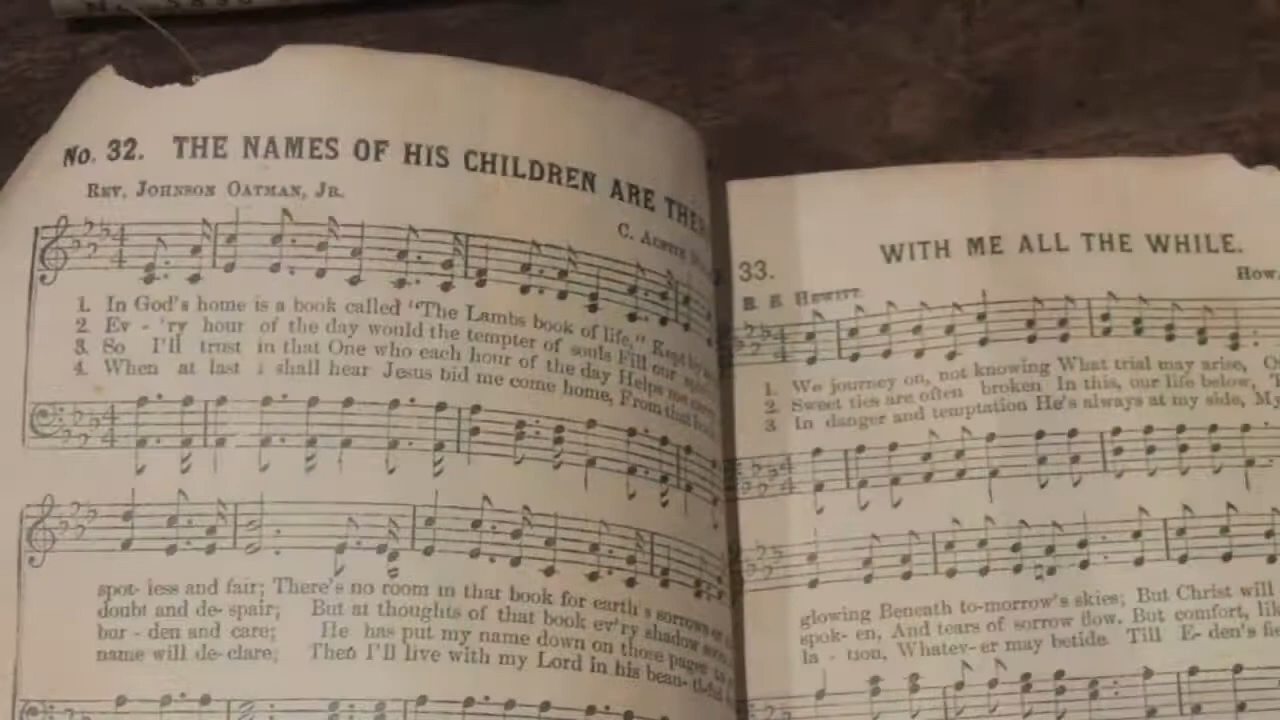 No. 32. THE NAMES OF HIS CHILDREN ARE THE
REV. JOHNSON OATMAN, JR.
C. AUSTIN
1. In God's home is a book called "The Lambs book of life," Kept
2 Ev - 'ry hour of the day would the tempter of souls Fill our
3. So I'll trust in that One who each hour of the day Helps me
4. When at last I shall hear Jesus bid me come home, From that
spot- less and fair; There's no room in that book for earth's sorrows
doubt and de- spair; But at thoughts of that book ev'ry shadow
bur - den and care; He has put my name down on those pages
name will de-clare; Then I'll live with my Lord in his beau- ti-ful
33. WITH ME ALL THE WHILE.
E. E. HEWITT.
How.
1. We journey on, not knowing What trial may arise,
2. Sweet ties are often broken In this, our life below,
3. In danger and temptation He's always at my side, My
glowing Beneath to-morrow's skies; But Christ will
spok- en, And tears of sorrow flow. But comfort,
la - tion, Whatev-er may betide. Till E- den's